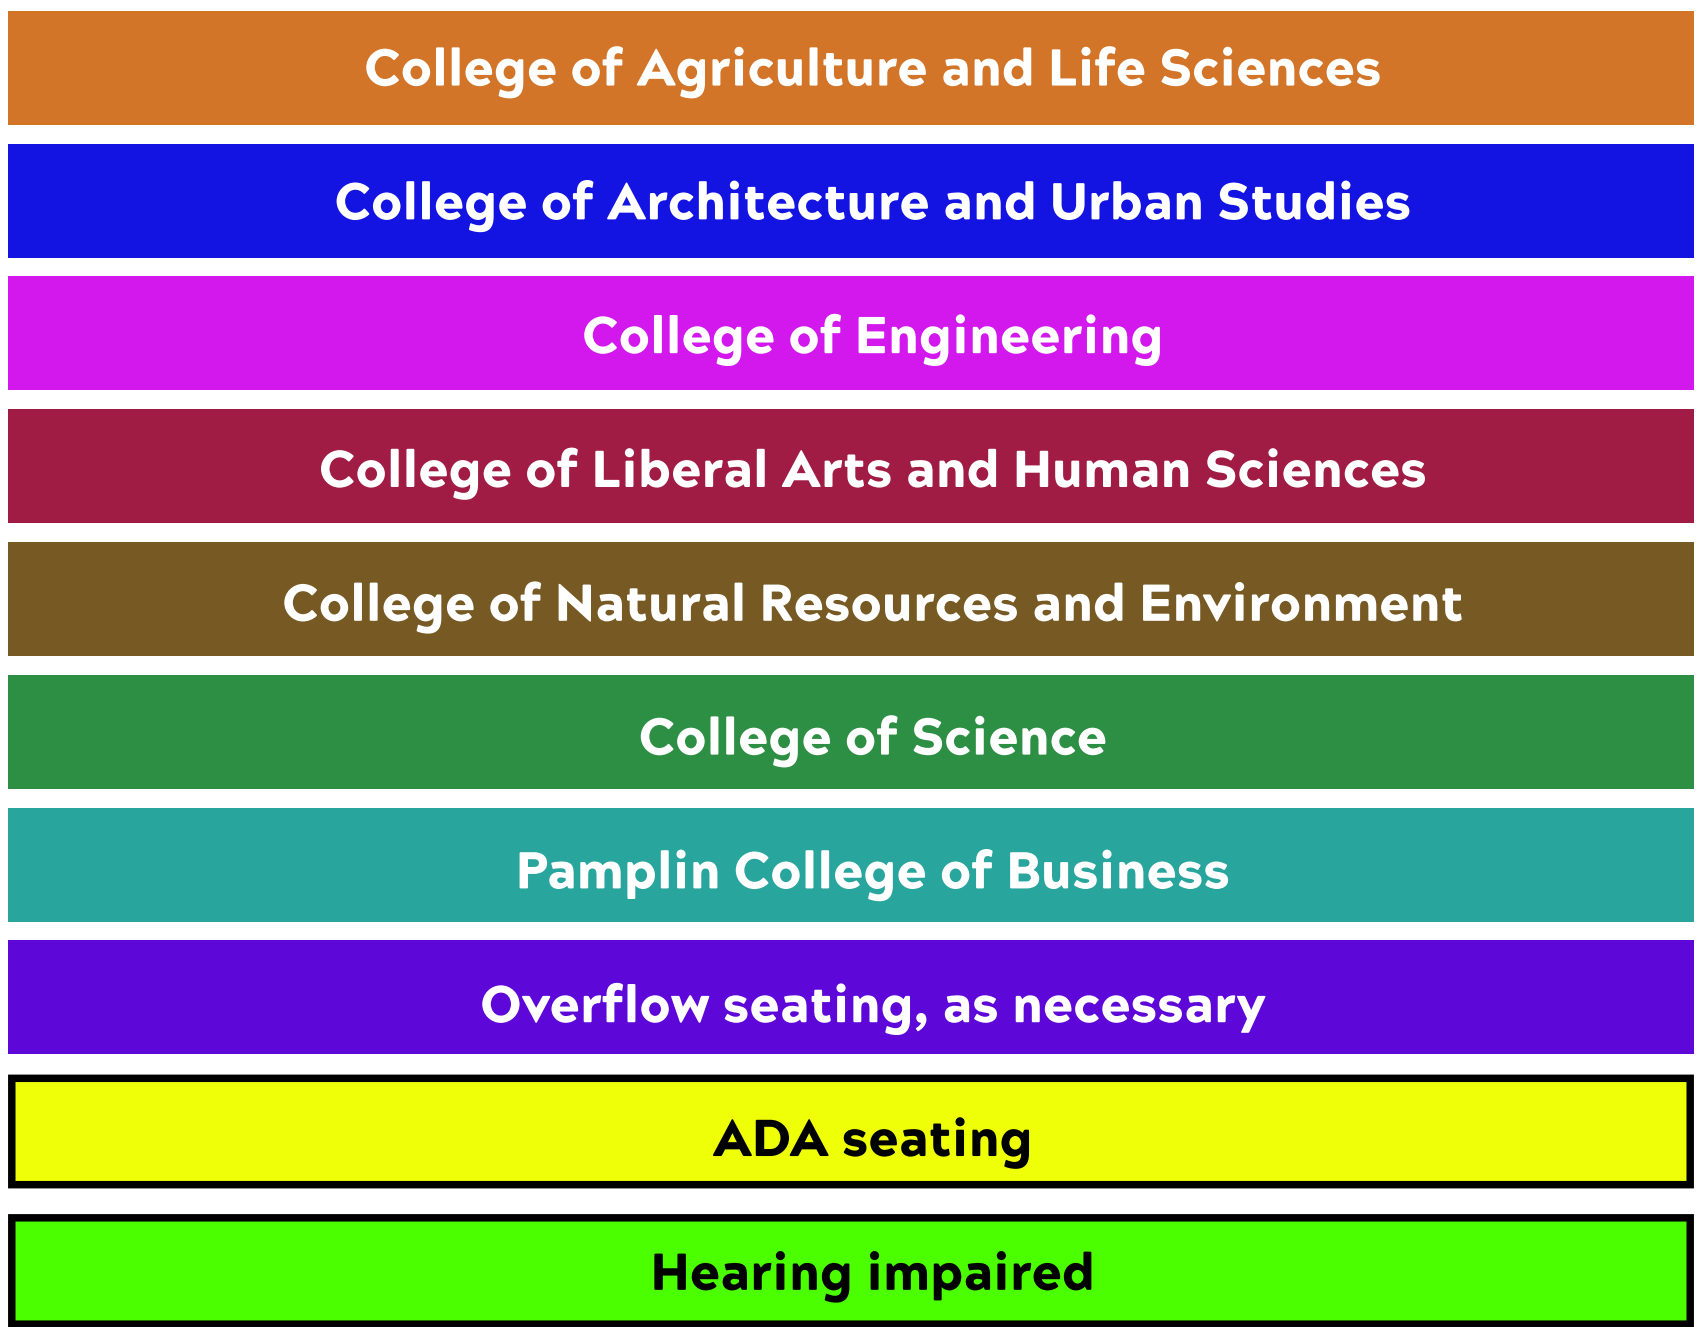 College of Agriculture and Life Sciences
College of Architecture and Urban Studies
College of Engineering
College of Liberal Arts and Human Sciences
College of Natural Resources and Environment
College of Science
Pamplin College of Business
Overflow seating, as necessary
ADA seating
Hearing impaired